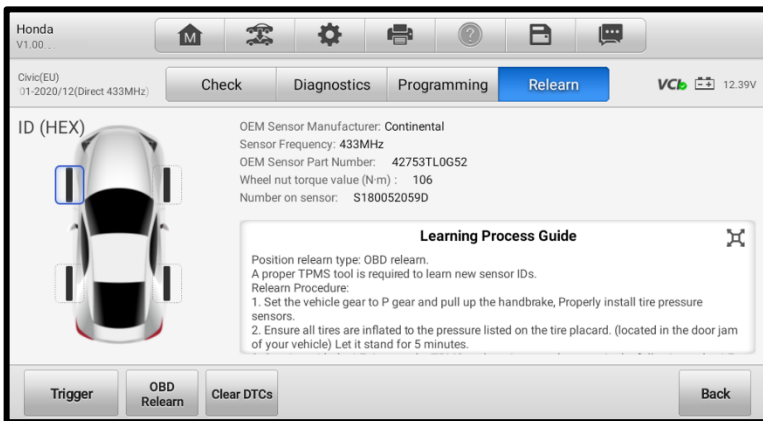 Honda
V1.00..
M
?
Civic(EU)
01-2020/12(Direct 433MHz)
Check
Diagnostics
Programming
Relearn
VCI
12.39V
ID (HEX)
OEM Sensor Manufacturer: Continental
Sensor Frequency: 433MHz
OEM Sensor Part Number: 42753TL0G52
Wheel nut torque value (N·m) : 106
Number on sensor: S180052059D
Learning Process Guide
Position relearn type: OBD relearn.
A proper TPMS tool is required to learn new sensor IDs.
Relearn Procedure:
1. Set the vehicle gear to P gear and pull up the handbrake, Properly install tire pressure
sensors.
2. Ensure all tires are inflated to the pressure listed on the tire placard. (located in the door jam
of your vehicle) Let it stand for 5 minutes.
Trigger
OBD
Relearn
Clear DTCs
Back